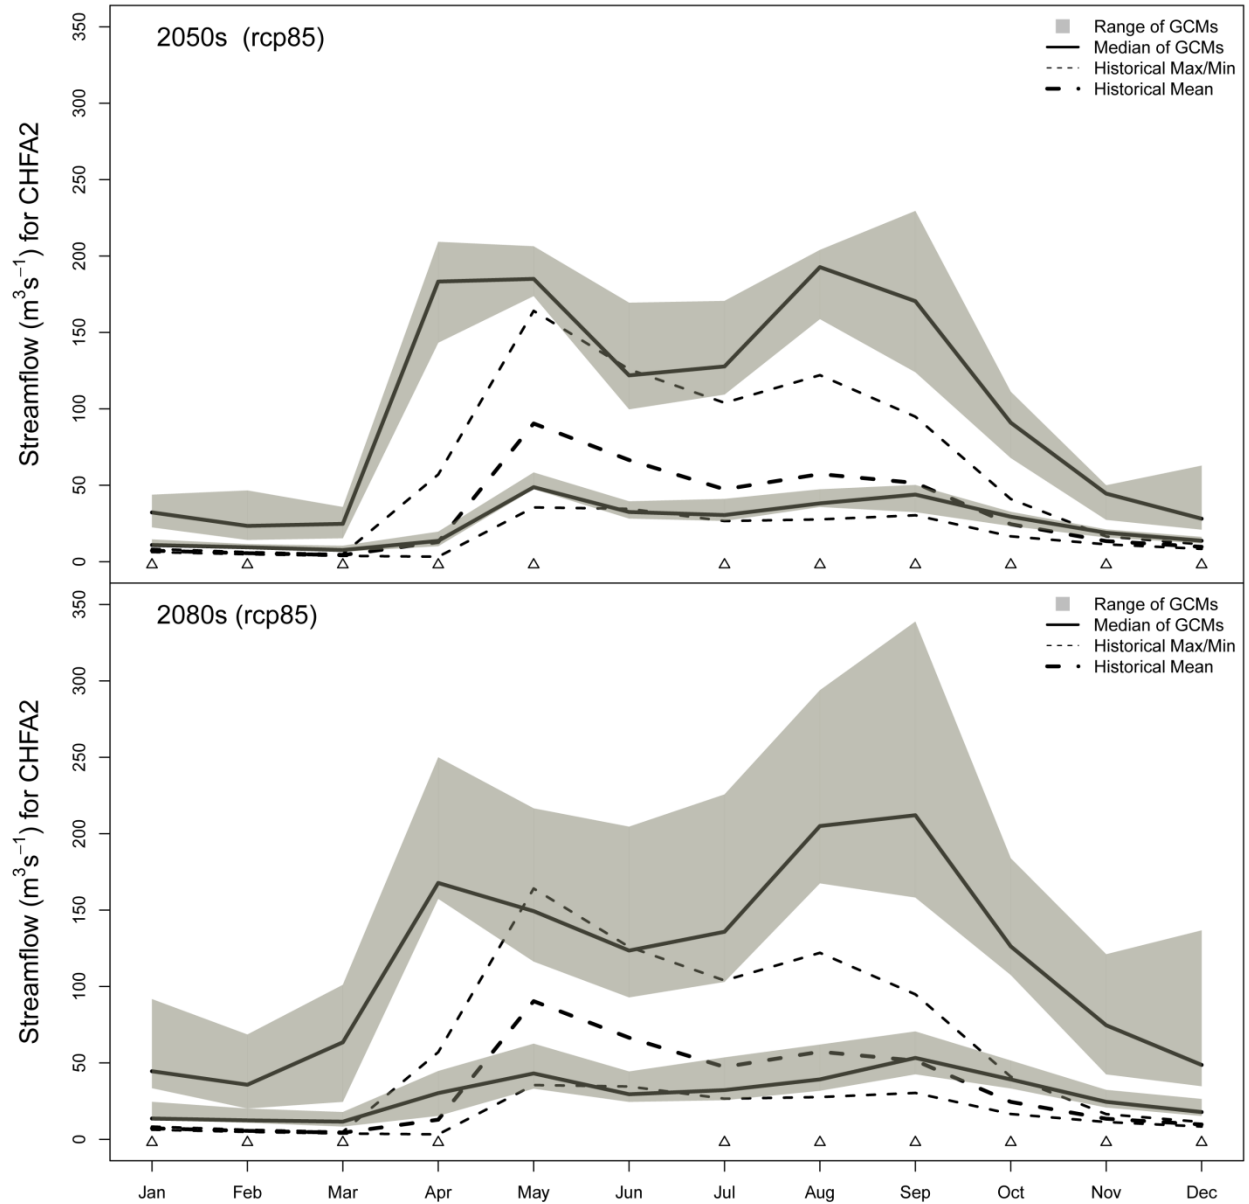 2050s (rcp85)
Range of GCMs
Median of GCMs
Historical Max/Min
Historical Mean
Streamflow (m³s⁻¹) for CHFA2
350
300
250
200
150
100
50
0
2080s (rcp85)
Range of GCMs
Median of GCMs
Historical Max/Min
Historical Mean
Streamflow (m³s⁻¹) for CHFA2
350
300
250
200
150
100
50
0
Jan Feb Mar Apr May Jun Jul Aug Sep Oct Nov Dec